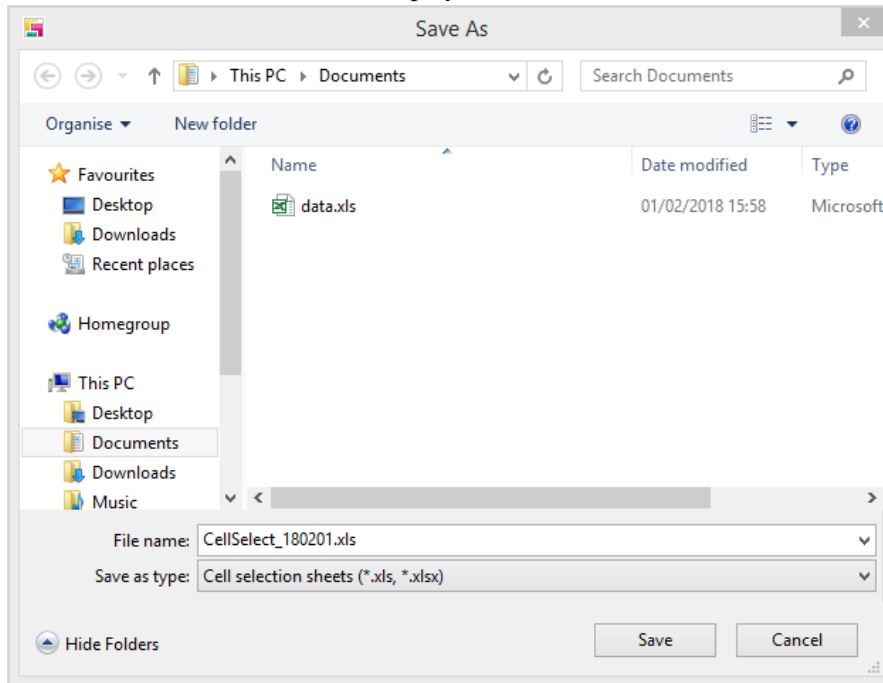 Save As
This PC Documents
Search Documents
Organise
New folder
Favourites
Desktop
Downloads
Recent places
Homegroup
This PC
Desktop
Documents
Downloads
Music
Name
Date modified
Type
data.xls
01/02/2018 15:58
Microsoft
File name: CellSelect_180201.xls
Save as type: Cell selection sheets (*.xls, *.xlsx)
Hide Folders
Save
Cancel